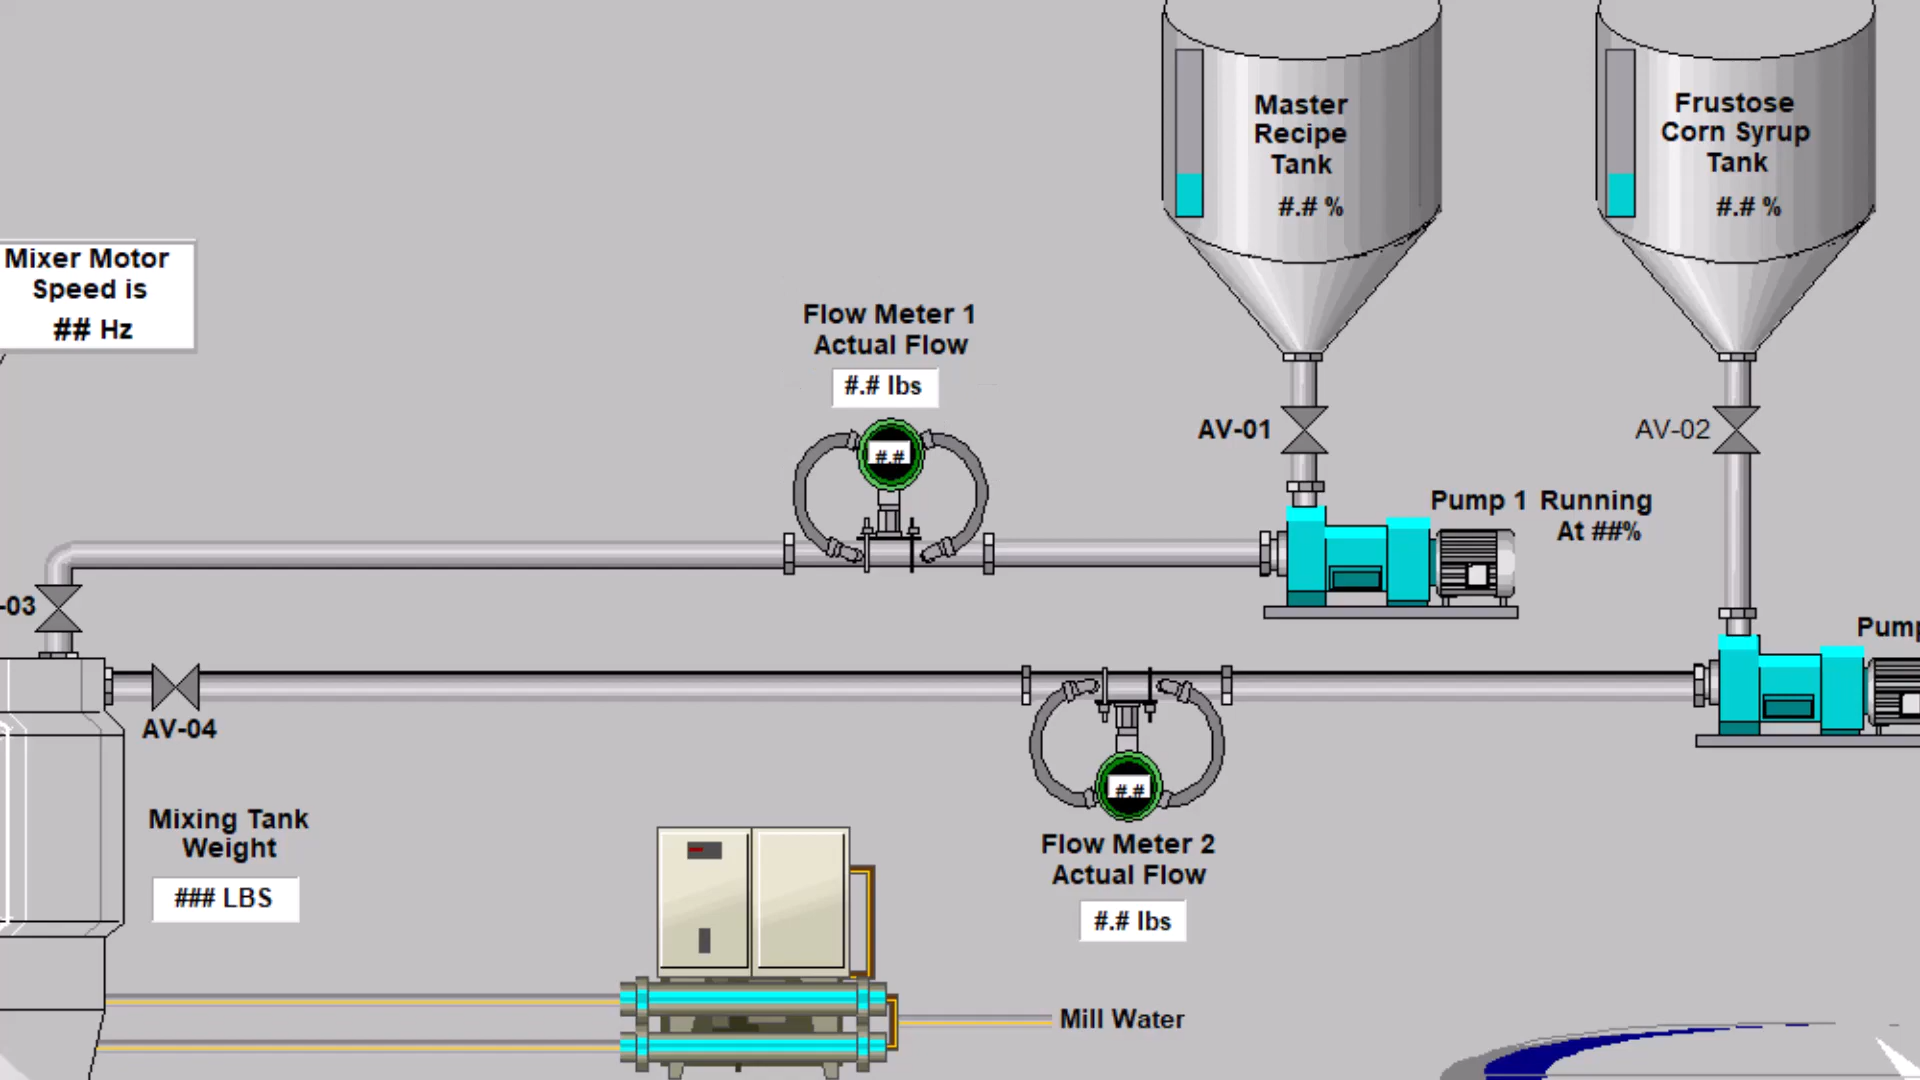 Master
Recipe
Tank
#.# %
Frustose
Corn Syrup
Tank
#.# %
Mixer Motor
Speed is
## Hz
Flow Meter 1
Actual Flow
#.# lbs
#.#
AV-01
AV-02
Pump 1 Running
At ##%
-03
Pump
AV-04
#.#
Flow Meter 2
Actual Flow
#.# lbs
Mixing Tank
Weight
### LBS
Mill Water